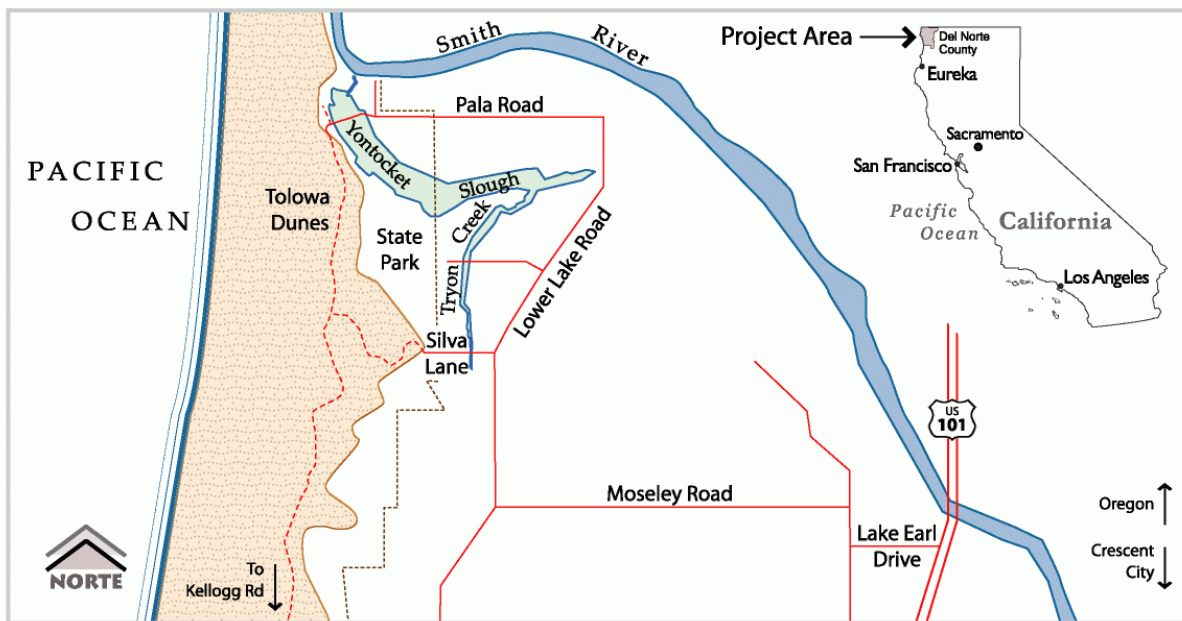 Smith River
Project Area
Del Norte
County
Eureka
Pala Road
Sacramento
San Francisco
Yontocket Slough
PACIFIC
OCEAN
Tolowa
Dunes
State
Park
Tryon Creek
Lower Lake Road
Pacific
Ocean
California
Los Angeles
Silva
Lane
US
101
Moseley Road
Lake Earl
Drive
Oregon
Crescent
City
NORTE
To
Kellogg Rd